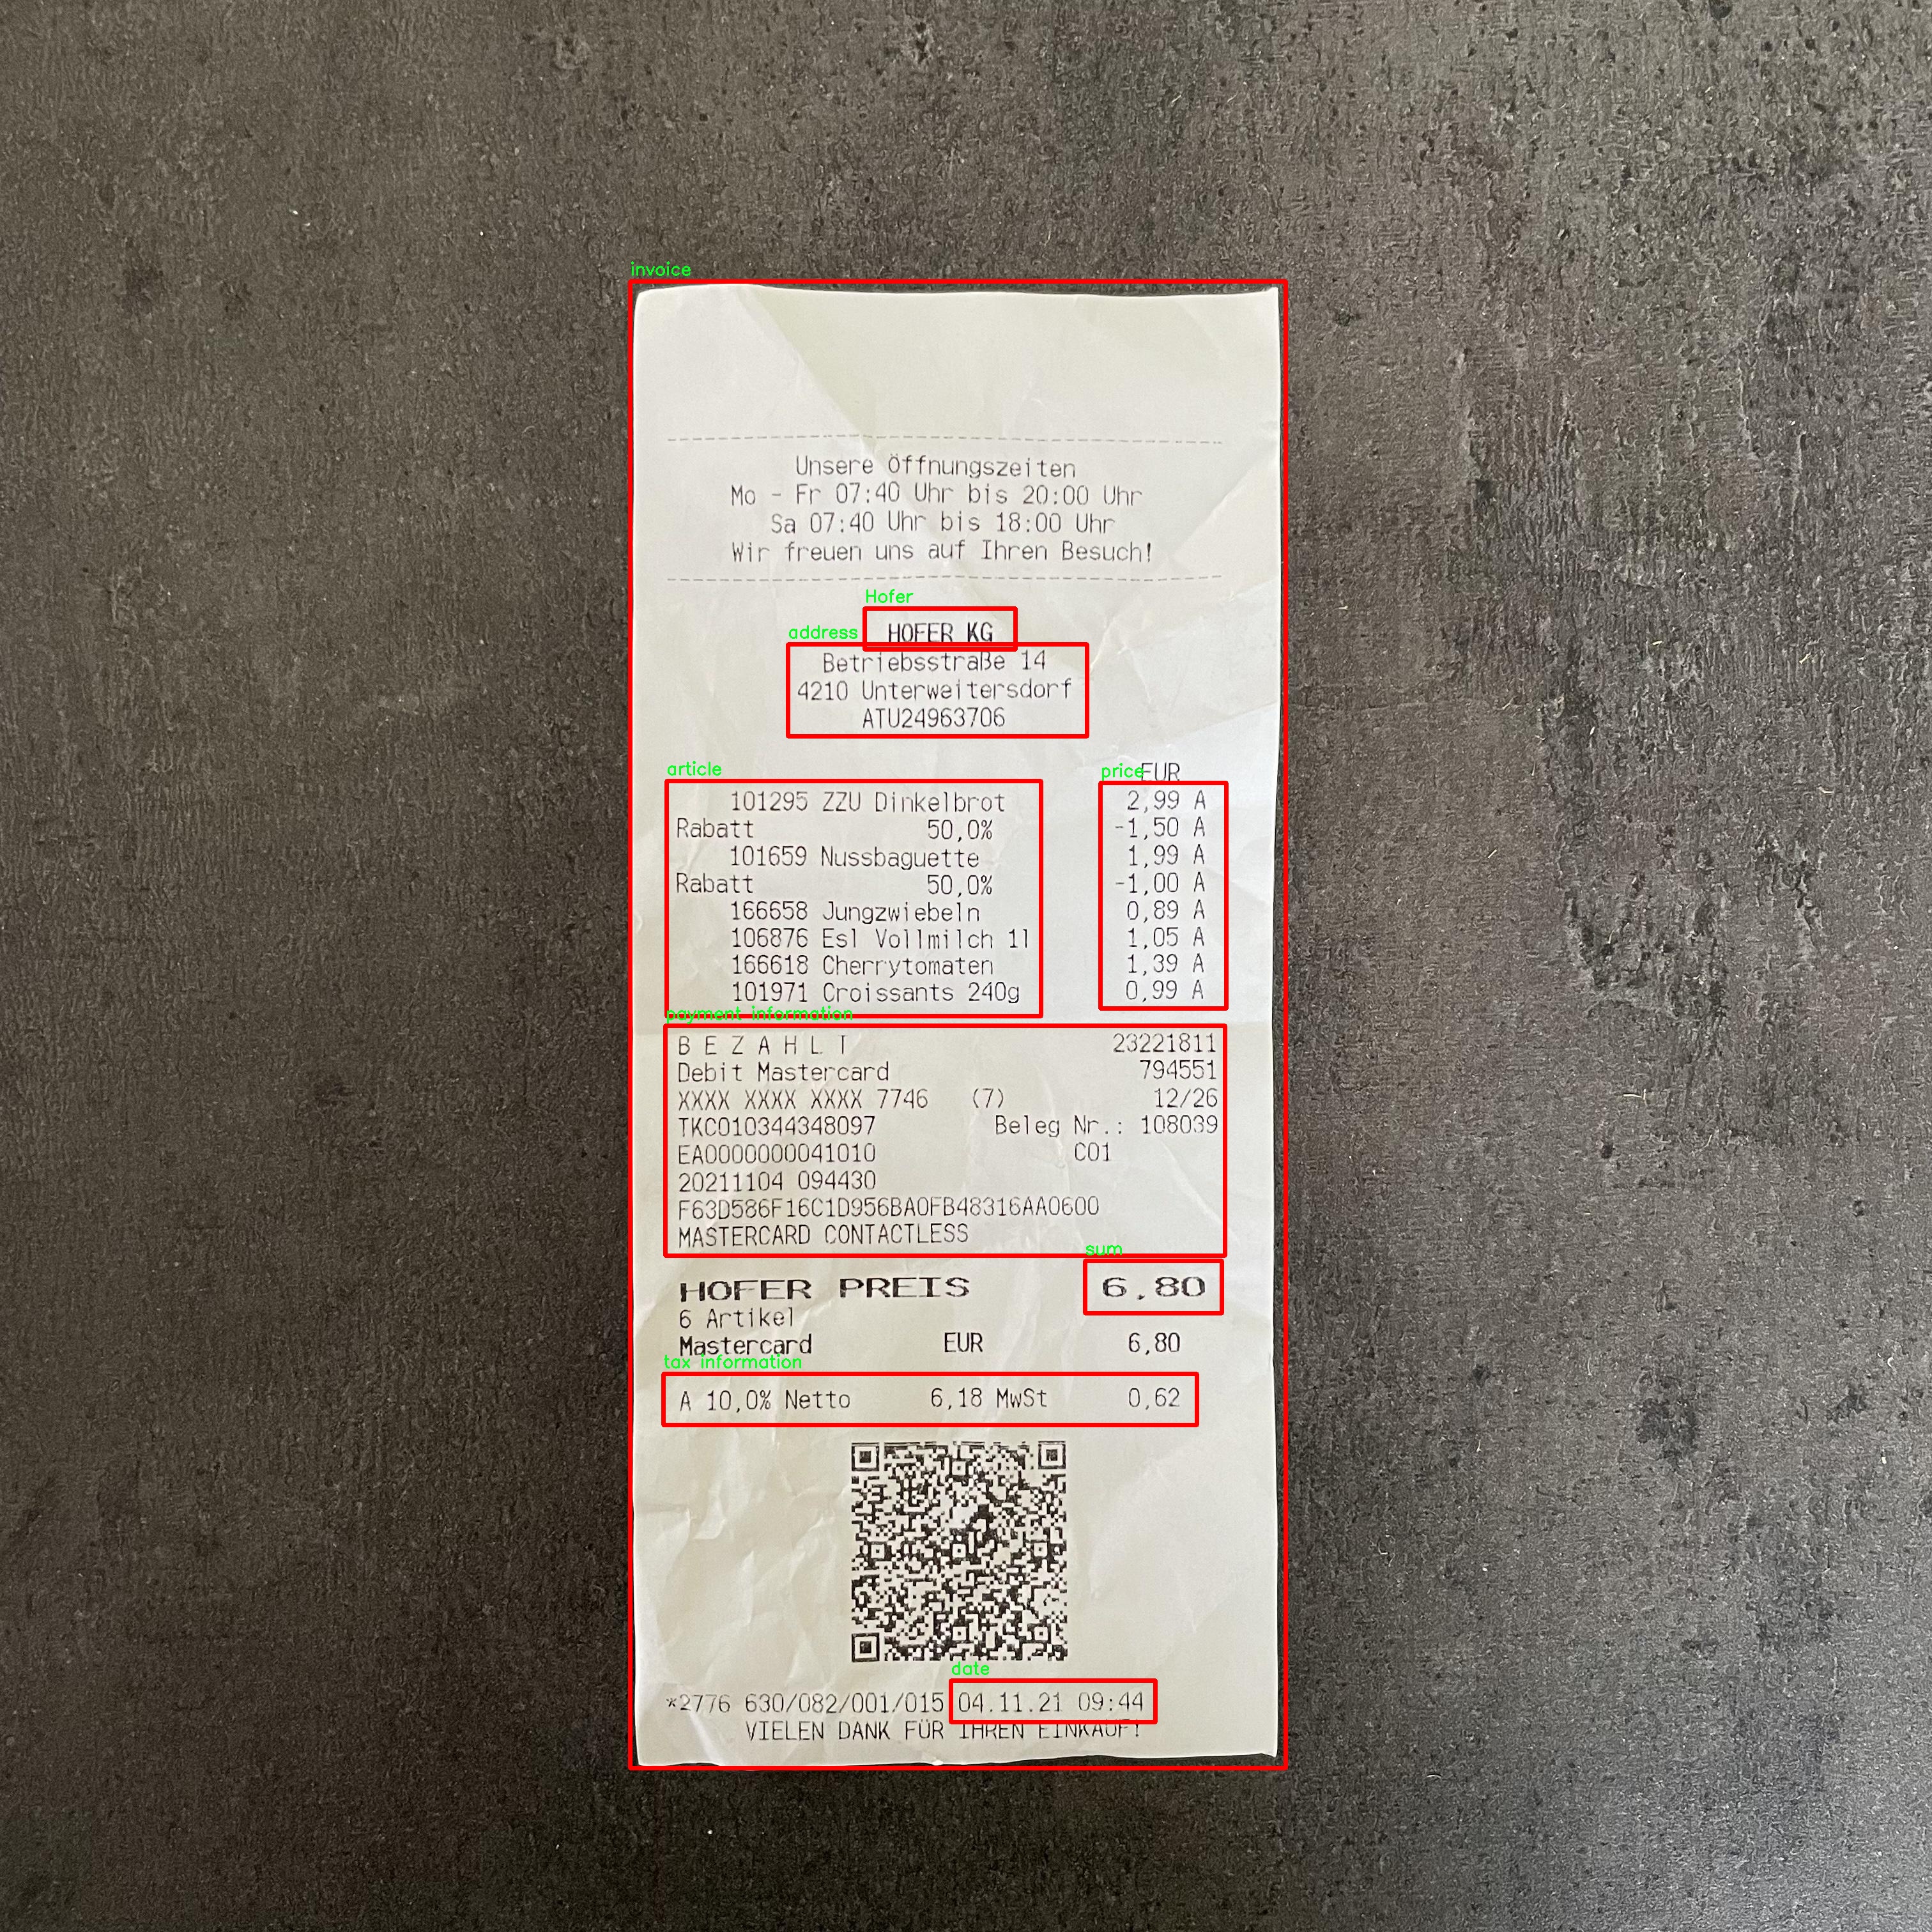 invoice
Unsere Öffnungszeiten
Mo - Fr 07:40 Uhr bis 20:00 Uhr
Sa 07:40 Uhr bis 18:00 Uhr
Wir freuen uns auf Ihren Besuch!
Hofer
HOFER KG
address
Betriebsstraße 14
4210 Unterweitersdorf
ATU24963706
article price EUR
101295 ZZU Dinkelbrot 2,99 A
Rabatt 50,0% -1,50 A
101659 Nussbaguette 1,99 A
Rabatt 50,0% -1,00 A
166658 Jungzwiebeln 0,89 A
106876 Esl Vollmilch 1l 1,05 A
166618 Cherrytomaten 1,39 A
101971 Croissants 240g 0,99 A
payment information
B E Z A H L T 23221811
Debit Mastercard 794551
XXXX XXXX XXXX 7746 (7) 12/26
TKC010344348097 Beleg Nr.: 108039
EA0000000041010 C01
20211104 094430
F63D586F16C1D956BA0FB48316AA0600
MASTERCARD CONTACTLESS
sum
HOFER PREIS 6,80
6 Artikel
Mastercard EUR 6,80
tax information
A 10,0% Netto 6,18 MwSt 0,62
date
*2776 630/082/001/015 04.11.21 09:44
VIELEN DANK FÜR IHREN EINKAUF!